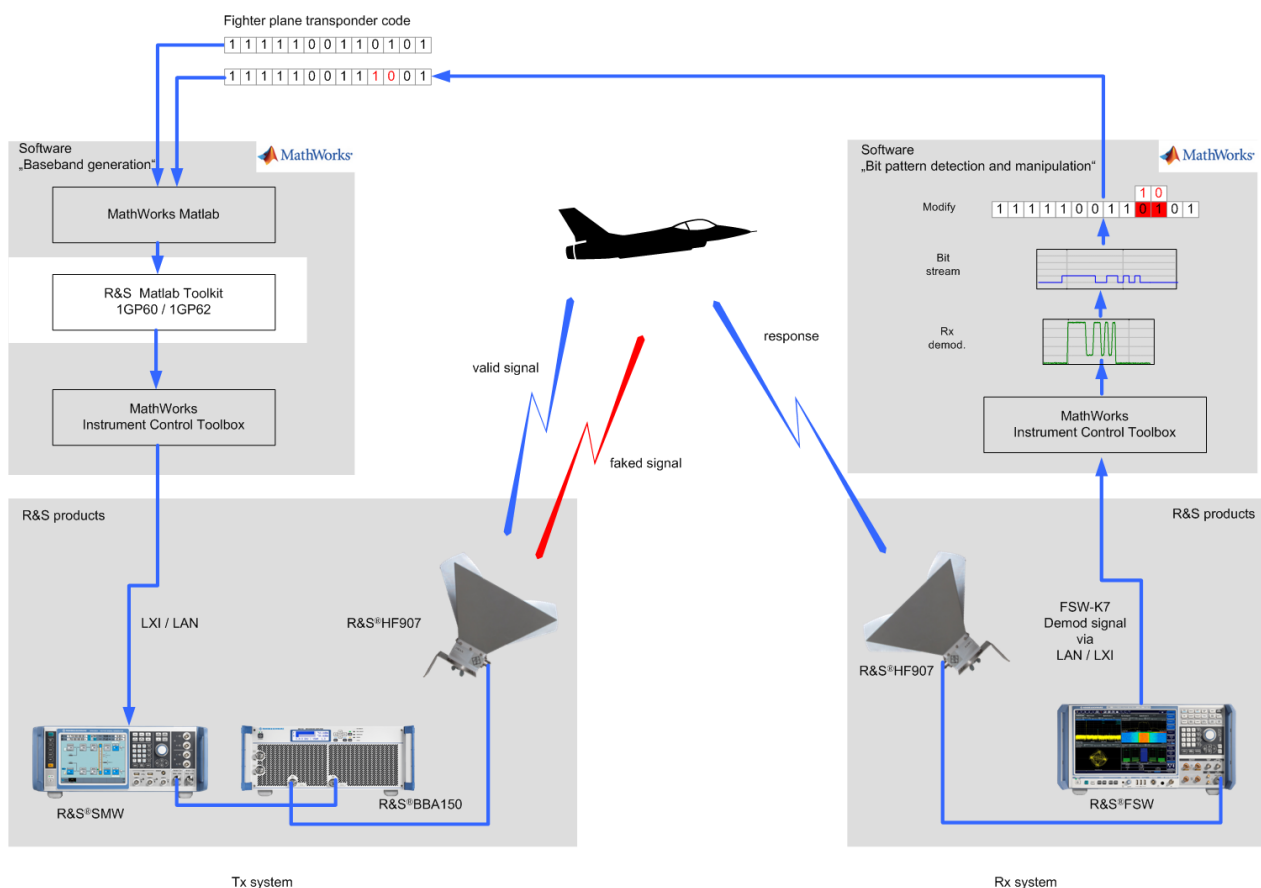 Fighter plane transponder code
1 1 1 1 1 0 0 1 1 0 1 0 1
1 1 1 1 1 0 0 1 1 1 0 0 1
Software
„Baseband generation“
MathWorks®
MathWorks Matlab
R&S Matlab Toolkit
1GP60 / 1GP62
MathWorks
Instrument Control Toolbox
valid signal
faked signal
response
Software
„Bit pattern detection and manipulation“
MathWorks®
1 0
Modify
1 1 1 1 1 0 0 1 1 0 1 0 1
Bit
stream
Rx
demod.
MathWorks
Instrument Control Toolbox
R&S products
LXI / LAN
R&S®HF907
R&S®SMW
R&S®BBA150
R&S products
R&S®HF907
FSW-K7
Demod signal
via
LAN / LXI
R&S®FSW
Tx system
Rx system